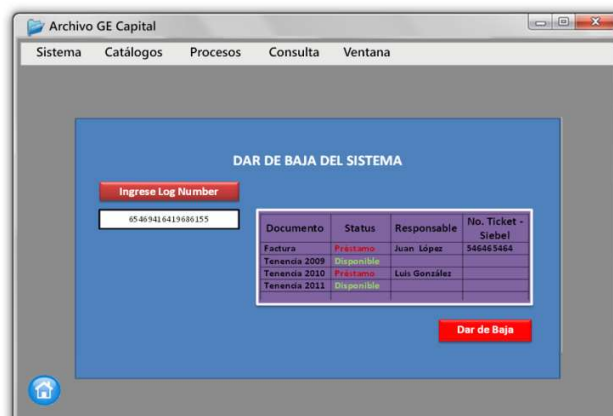 Archivo GE Capital
Sistema Catálogos Procesos Consulta Ventana
DAR DE BAJA DEL SISTEMA
Ingrese Log Number
65469416419686155
Documento Status Responsable No. Ticket - Siebel
Factura Préstamo Juan López 546465464
Tenencia 2009 Disponible
Tenencia 2010 Préstamo Luis González
Tenencia 2011 Disponible
Dar de Baja